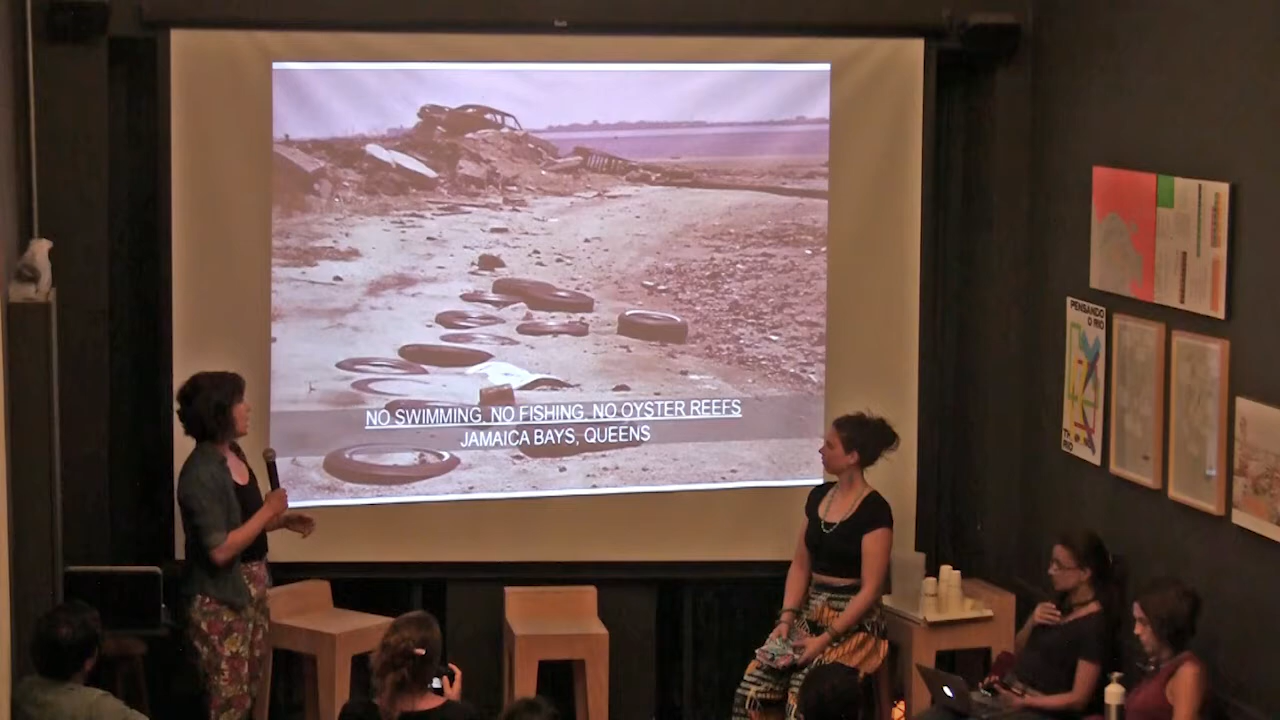 NO SWIMMING, NO FISHING, NO OYSTER REEFS
JAMAICA BAYS, QUEENS
PENSANDO
O RIO